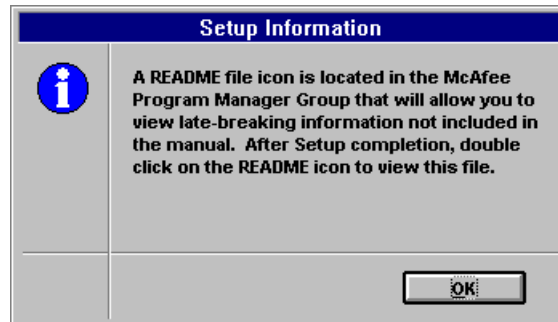 Setup Information
A README file icon is located in the McAfee
Program Manager Group that will allow you to
view late-breaking information not included in
the manual.  After Setup completion, double
click on the README icon to view this file.
OK